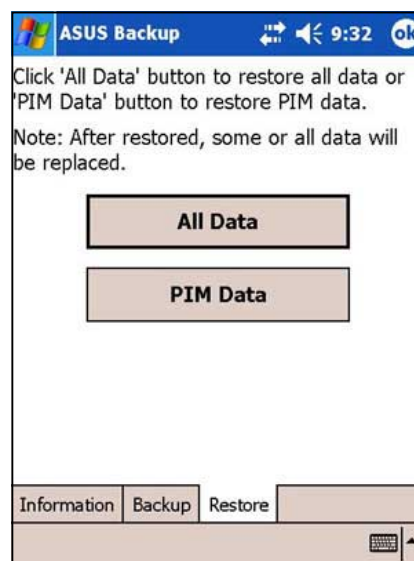 ASUS Backup 9:32 ok
Click 'All Data' button to restore all data or
'PIM Data' button to restore PIM data.
Note: After restored, some or all data will
be replaced.
All Data
PIM Data
Information Backup Restore